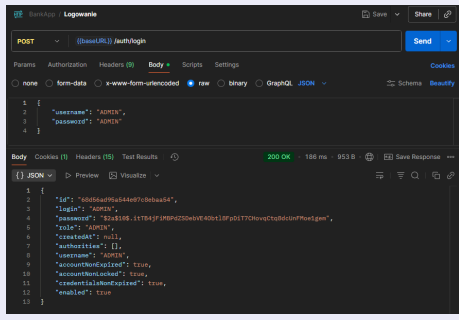 BankApp / Logowanie
Save
Share
POST
{{baseURL}} /auth/login
Send
Params Authorization Headers (9) Body Scripts Settings
Cookies
none form-data x-www-form-urlencoded raw binary GraphQL JSON
Schema Beautify
1 {
2 "username": "ADMIN",
3 "password": "ADMIN"
4 }
Body Cookies (1) Headers (15) Test Results
200 OK 186 ms 953 B Save Response
{} JSON Preview Visualize
1 {
2 "id":
3 "login": "ADMIN",
4 "password":
5 "role": "ADMIN",
6 "createdAt": null,
7 "authorities": [],
8 "username": "ADMIN",
9 "accountNonExpired": true,
10 "accountNonLocked": true,
11 "credentialsNonExpired": true,
12 "enabled": true
13 }